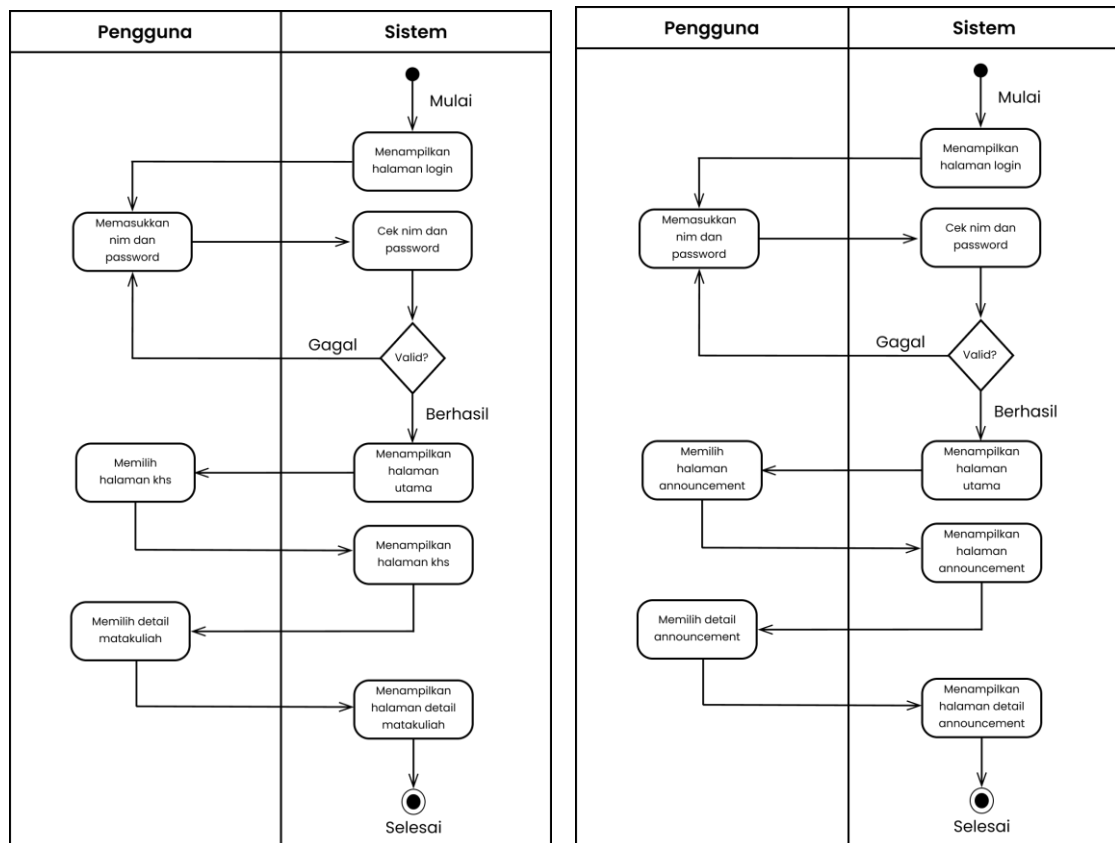 Pengguna
Sistem
Mulai
Menampilkan
halaman login
Memasukkan
nim dan
password
Cek nim dan
password
Gagal
Valid?
Berhasil
Memilih
halaman khs
Menampilkan
halaman
utama
Menampilkan
halaman khs
Memilih detail
matakuliah
Menampilkan
halaman detail
matakuliah
Selesai
Pengguna
Sistem
Mulai
Menampilkan
halaman login
Memasukkan
nim dan
password
Cek nim dan
password
Gagal
Valid?
Berhasil
Memilih
halaman
announcement
Menampilkan
halaman
utama
Menampilkan
halaman
announcement
Memilih detail
announcement
Menampilkan
halaman detail
announcement
Selesai